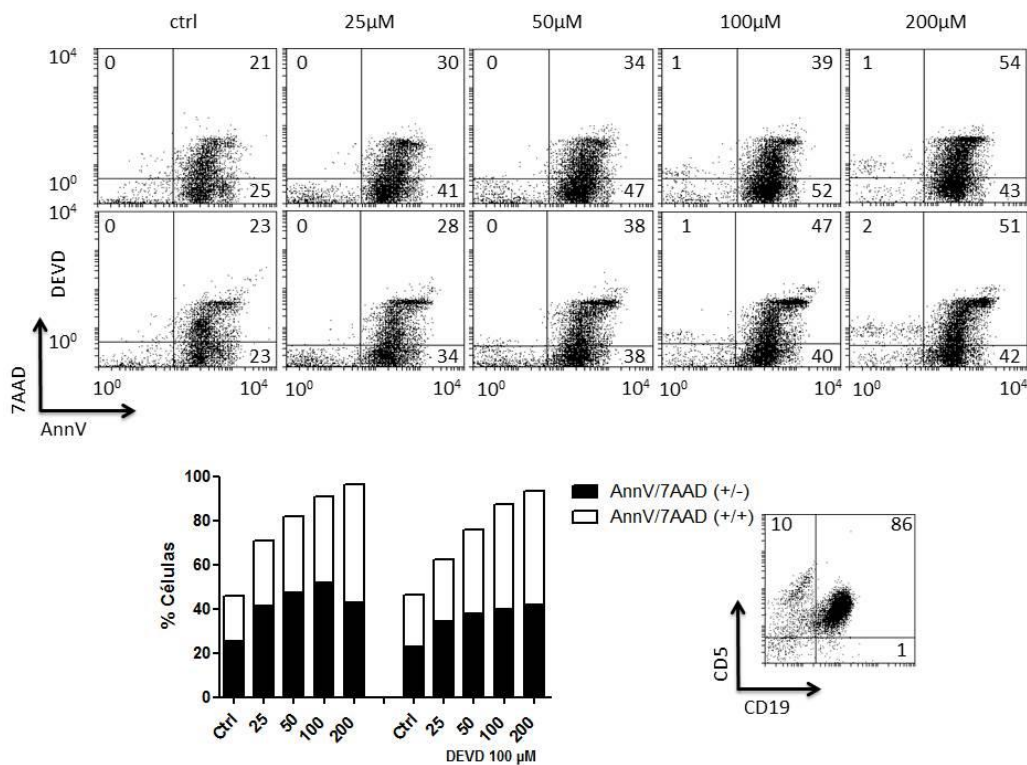 ctrl 25µM 50µM 100µM 200µM
10⁴ 0 21 0 30 0 34 1 39 1 54
10⁰ 25 41 47 52 43
10⁴ 0 23 0 28 0 38 1 47 2 51
DEVD
10⁰ 23 34 38 40 42
7AAD
10⁰ 10⁴ 10⁰ 10⁴ 10⁰ 10⁴ 10⁰ 10⁴ 10⁰ 10⁴
AnnV
100
80
60
40
20
0
% Células
Ctrl 25 50 100 200 Ctrl 25 50 100 200
DEVD 100 µM
AnnV/7AAD (+/-)
AnnV/7AAD (+/+)
10 86
1
CD5
CD19